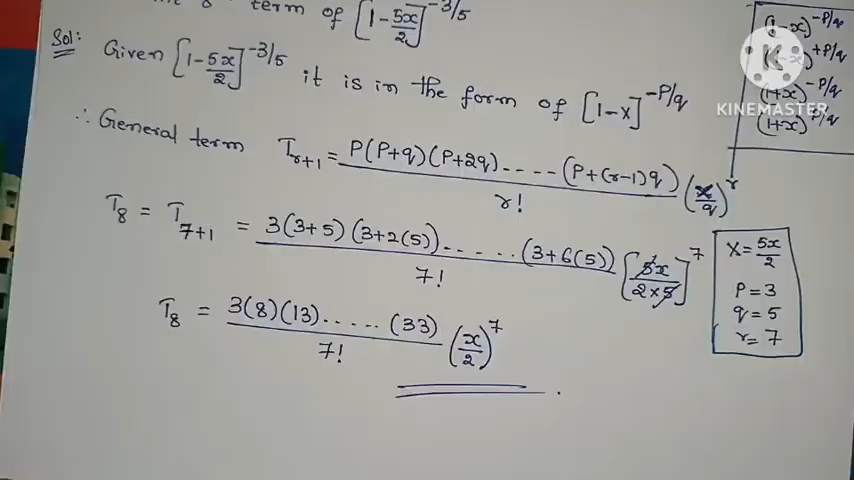 term of [1-5x/2]^-3/5
Sol:
Given [1-5x/2]^-3/5 it is in the form of [1-x]^-P/q
∴ General term T_r+1 = P(P+q)(P+2q)....(P+(r-1)q) / r! (x/q)^r
T_8 = T_7+1 = 3(3+5)(3+2(5))......(3+6(5)) / 7! [5x/2×5]^7
T_8 = 3(8)(13).....(33) / 7! (x/2)^7
x = 5x/2
P = 3
q = 5
r = 7
(1-x)^-P/q
^+P/q
(1+x)^-P/q
(1+x)^P/q
KINEMASTER